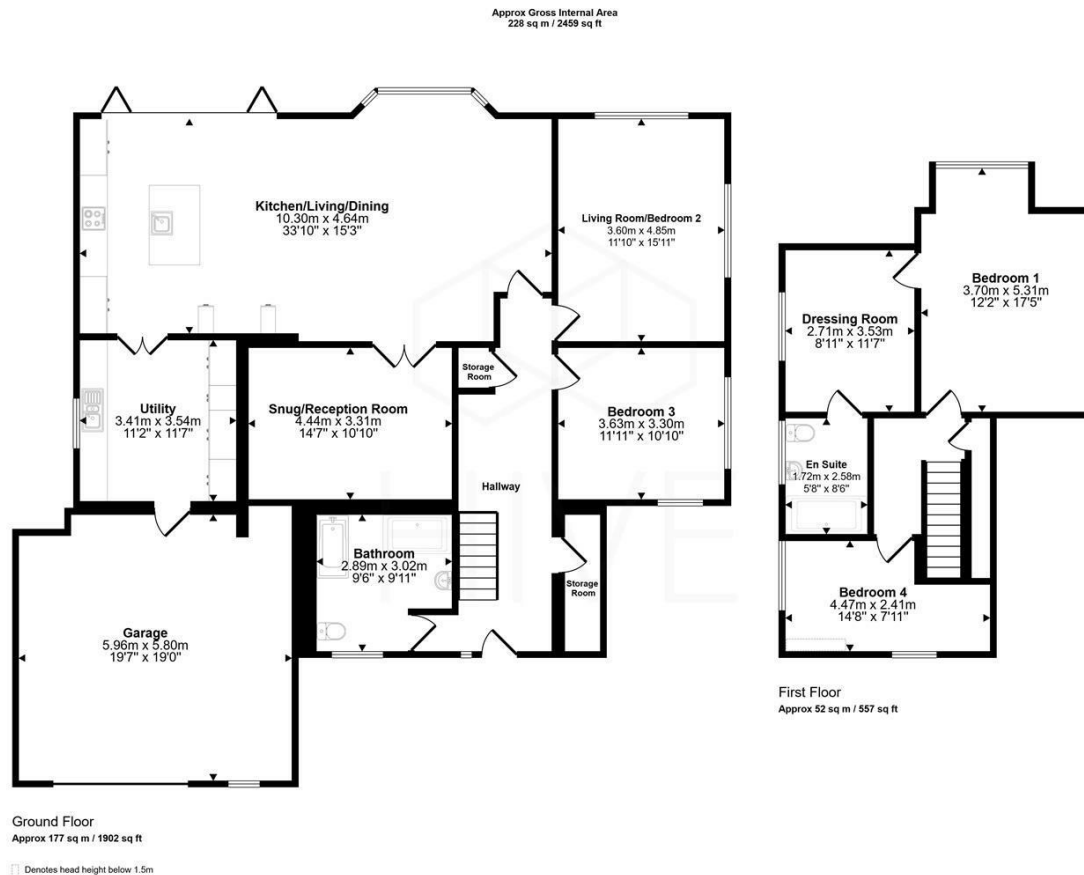 Approx Gross Internal Area
228 sq m / 2459 sq ft
Kitchen/Living/Dining
10.30m x 4.64m
33'10" x 15'3"
Living Room/Bedroom 2
3.60m x 4.85m
11'10" x 15'11"
Utility
3.41m x 3.54m
11'2" x 11'7"
Snug/Reception Room
4.44m x 3.31m
14'7" x 10'10"
Storage
Room
Bedroom 3
3.63m x 3.30m
11'11" x 10'10"
Hallway
Bathroom
2.89m x 3.02m
9'6" x 9'11"
Storage
Room
Garage
5.96m x 5.80m
19'7" x 19'0"
HIVE
Ground Floor
Approx 177 sq m / 1902 sq ft
Denotes head height below 1.5m
Bedroom 1
3.70m x 5.31m
12'2" x 17'5"
Dressing Room
2.71m x 3.53m
8'11" x 11'7"
En Suite
1.72m x 2.58m
5'8" x 8'6"
Bedroom 4
4.47m x 2.41m
14'8" x 7'11"
First Floor
Approx 52 sq m / 557 sq ft